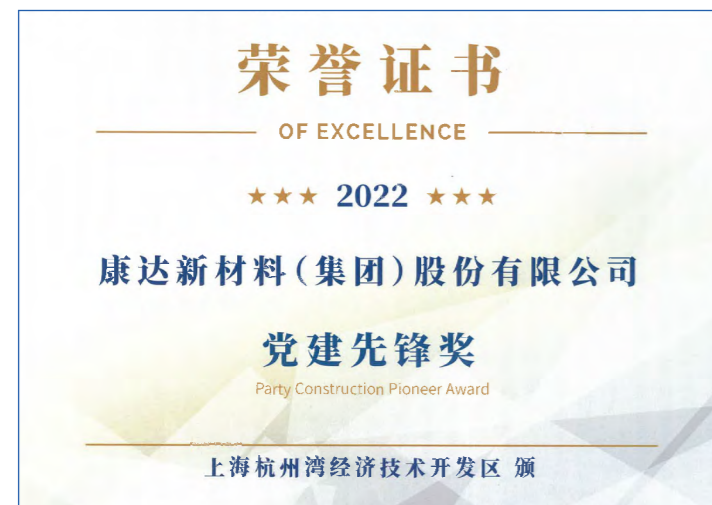 荣誉证书
OF EXCELLENCE
★★★ 2022 ★★★
康达新材料(集团)股份有限公司
党建先锋奖
Party Construction Pioneer Award
上海杭州湾经济技术开发区 颁